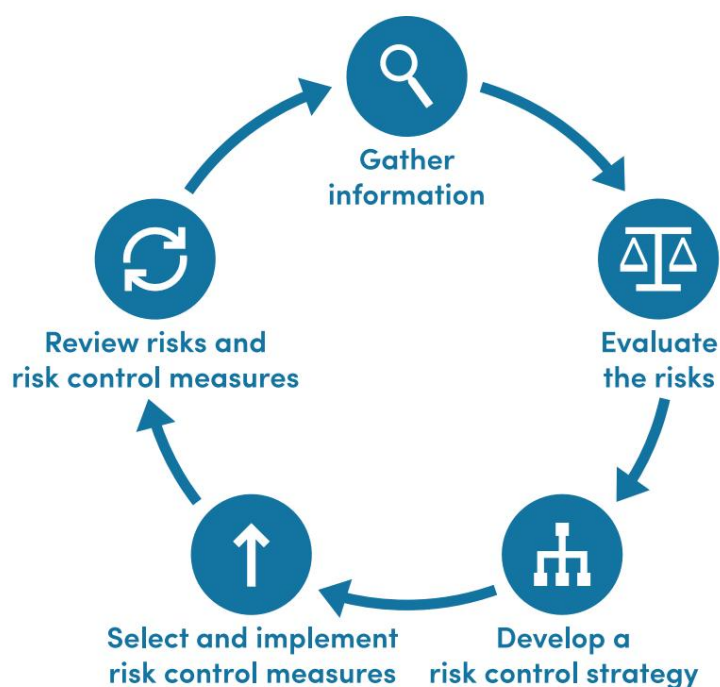 Gather
information
Evaluate
the risks
Develop a
risk control strategy
Select and implement
risk control measures
Review risks and
risk control measures